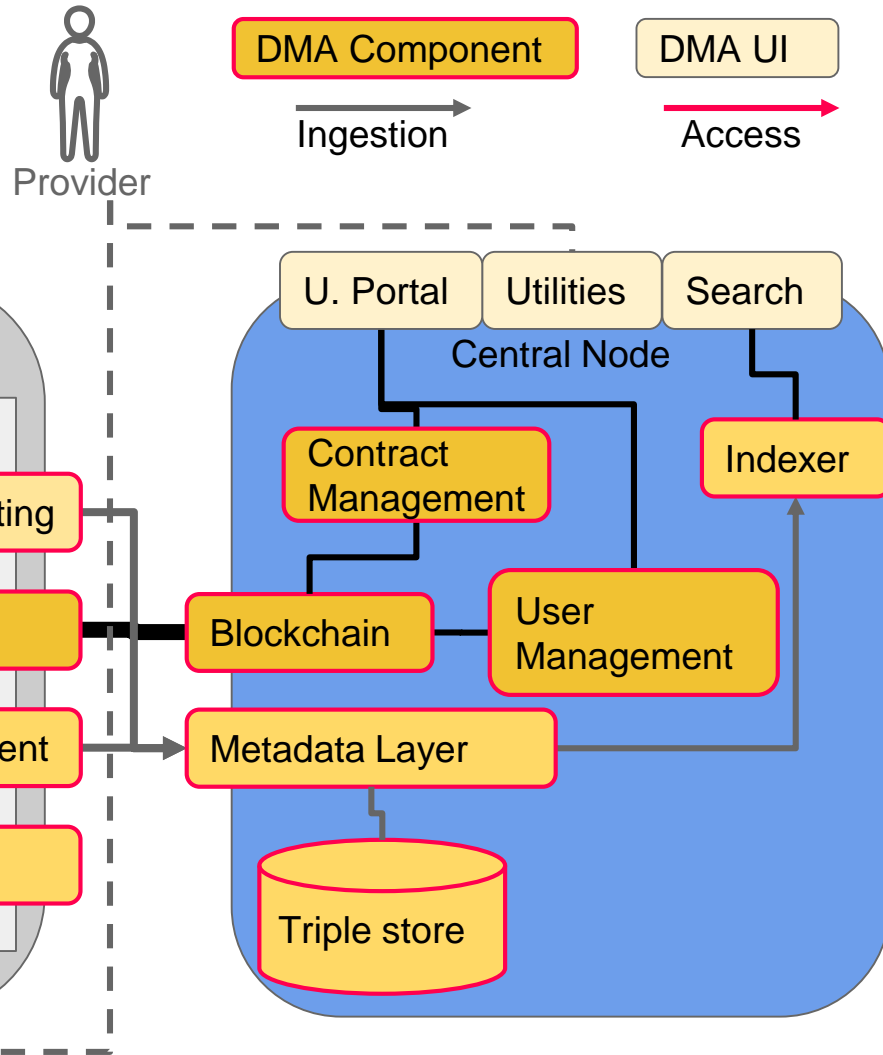 DMA Component
DMA UI
Ingestion
Access
Provider
U. Portal
Utilities
Search
Central Node
Contract
Management
Indexer
ting
Blockchain
User
Management
ent
Metadata Layer
Triple store